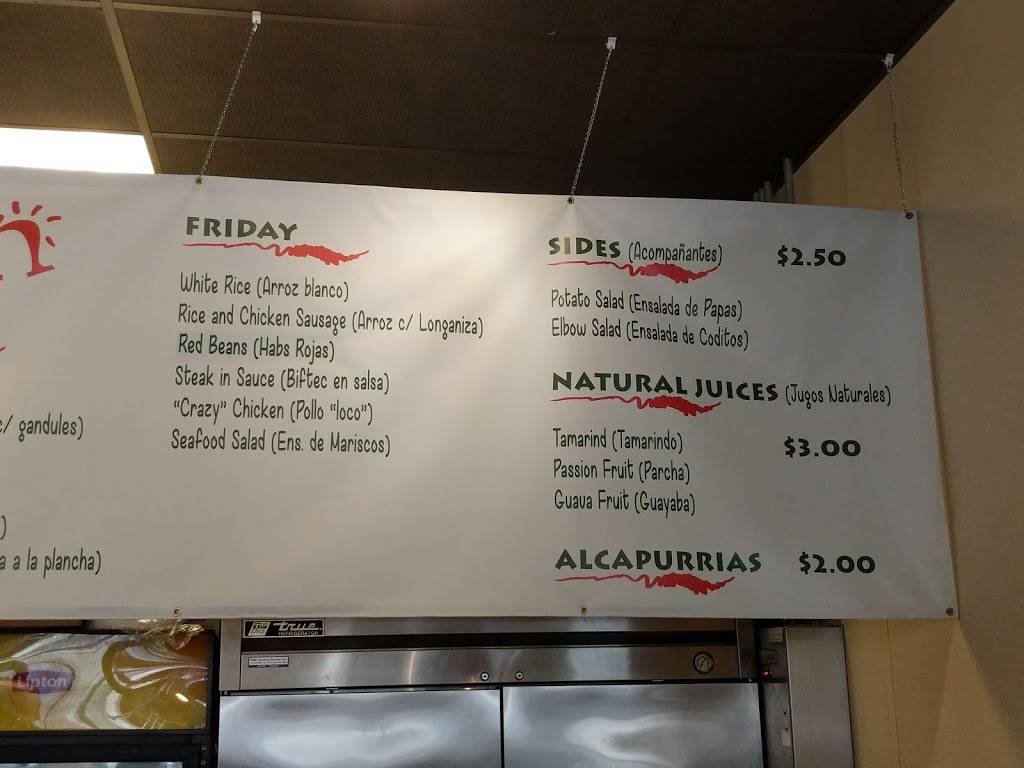 FRIDAY
White Rice (Arroz blanco)
Rice and Chicken Sausage (Arroz c/ Longaniza)
Red Beans (Habs Rojas)
Steak in Sauce (Biftec en salsa)
“Crazy” Chicken (Pollo “loco”)
Seafood Salad (Ens. de Mariscos)
c/ gandules)
)
a a la plancha)
SIDES (Acompañantes) $2.50
Potato Salad (Ensalada de Papas)
Elbow Salad (Ensalada de Coditos)
NATURAL JUICES (Jugos Naturales)
Tamarind (Tamarindo) $3.00
Passion Fruit (Parcha)
Guava Fruit (Guayaba)
ALCAPURRIAS $2.00
true
REFRIGERATOR
Lipton